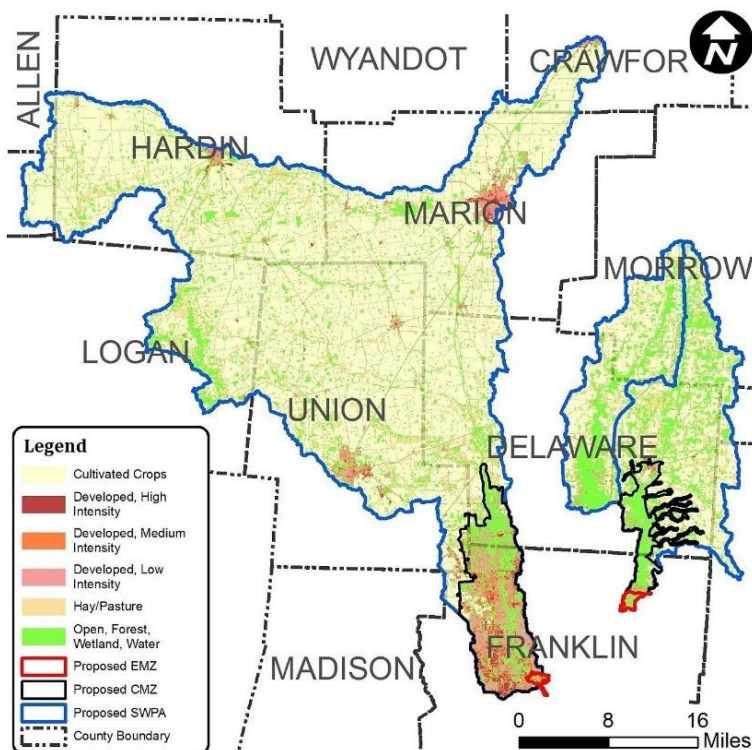 WYANDOT
CRAWFOR
N
ALLEN
HARDIN
MARION
MORROW
LOGAN
UNION
DELAWARE
Legend
Cultivated Crops
Developed, High
Intensity
Developed, Medium
Intensity
Developed, Low
Intensity
Hay/Pasture
Open, Forest,
Wetland, Water
Proposed EMZ
Proposed CMZ
Proposed SWPA
County Boundary
MADISON
FRANKLIN
0 8 16
Miles